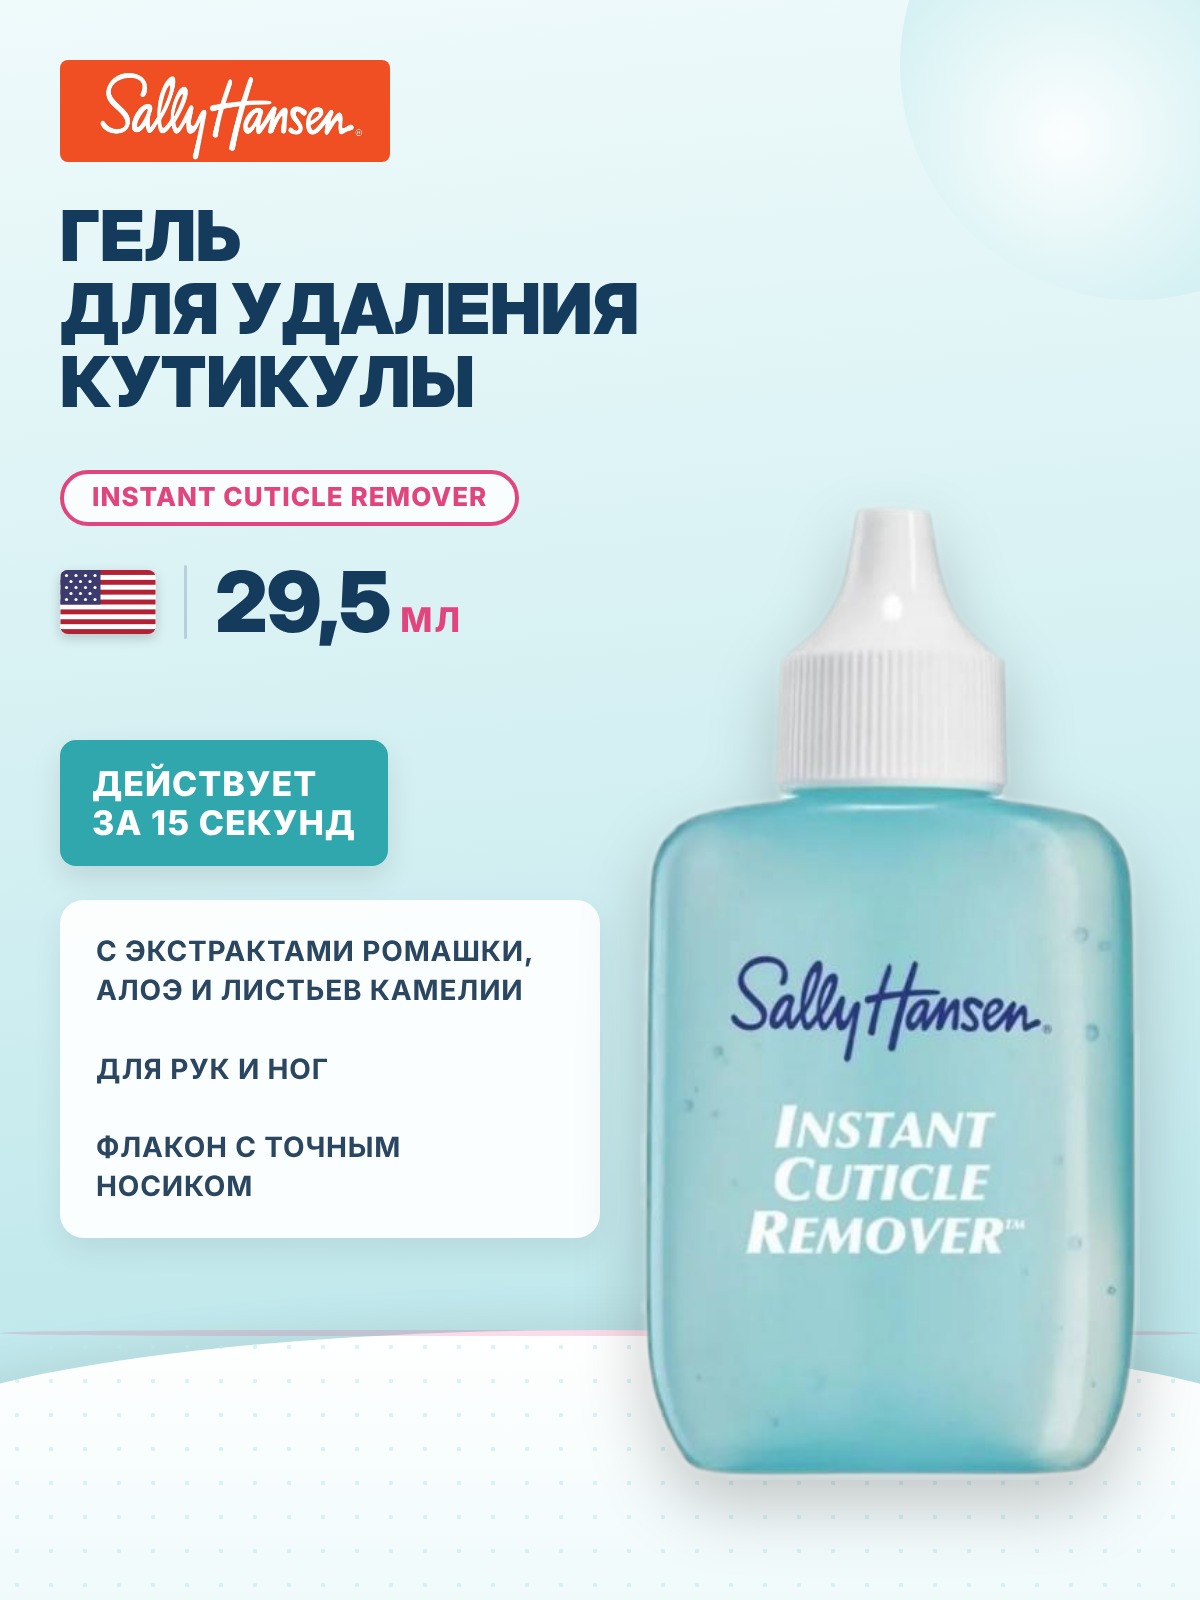 Sally Hansen®
ГЕЛЬ
ДЛЯ УДАЛЕНИЯ
КУТИКУЛЫ
INSTANT CUTICLE REMOVER
29,5 МЛ
ДЕЙСТВУЕТ
ЗА 15 СЕКУНД
С ЭКСТРАКТАМИ РОМАШКИ,
АЛОЭ И ЛИСТЬЕВ КАМЕЛИИ
ДЛЯ РУК И НОГ
ФЛАКОН С ТОЧНЫМ
НОСИКОМ
Sally Hansen®
INSTANT
CUTICLE
REMOVER™